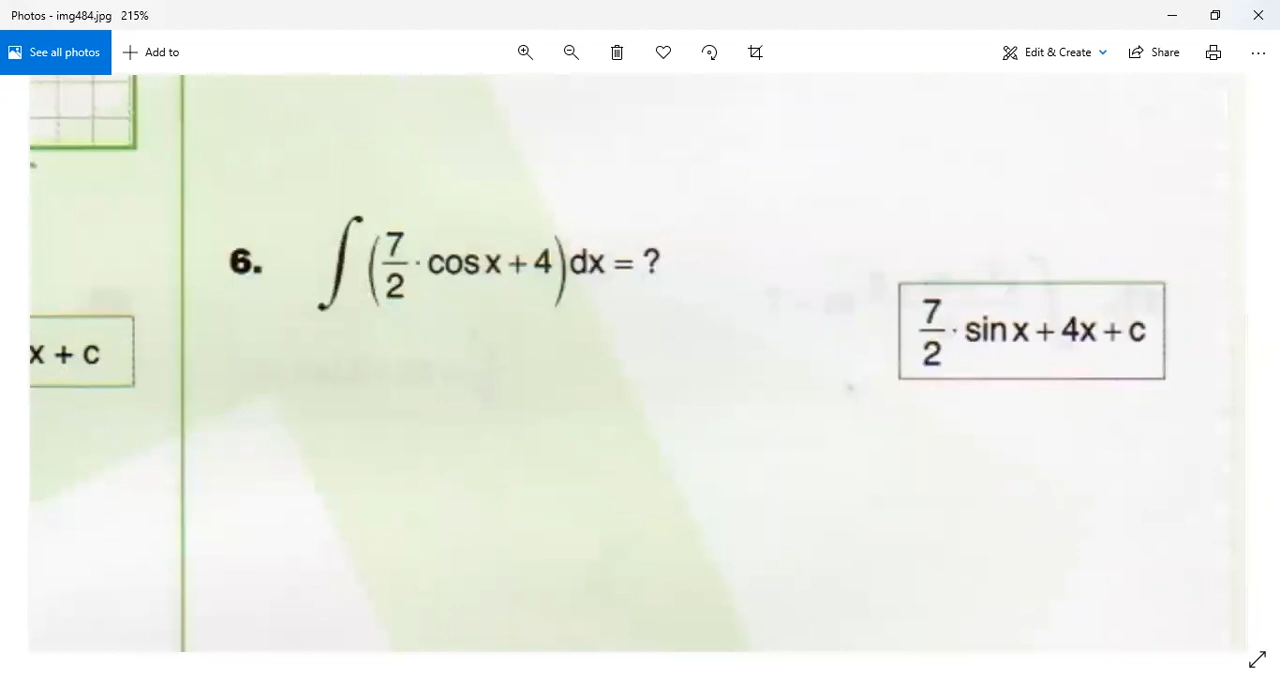 Photos - img484.jpg 215%
See all photos
Add to
Edit & Create
Share
6. ∫ (7/2 · cos x + 4) dx = ?
x + c
7/2 · sin x + 4x + c